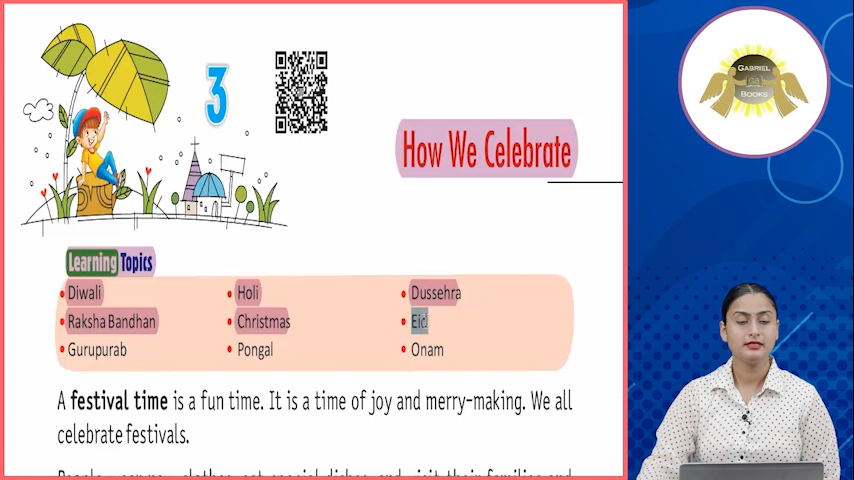 3
How We Celebrate
Learning Topics
• Diwali • Holi • Dussehra
• Raksha Bandhan • Christmas • Eid
• Gurupurab • Pongal • Onam
A festival time is a fun time. It is a time of joy and merry-making. We all
celebrate festivals.
GABRIEL
BOOKS